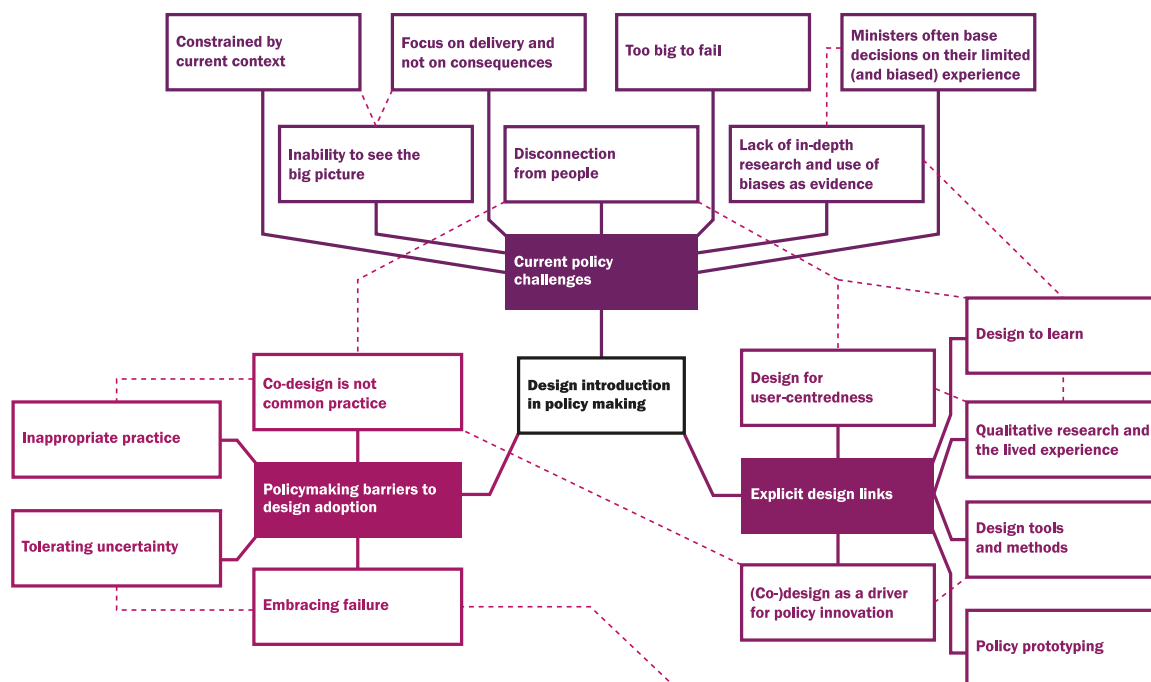 Constrained by
current context
Focus on delivery and
not on consequences
Too big to fail
Ministers often base
decisions on their limited
(and biased) experience
Inability to see the
big picture
Disconnection
from people
Lack of in-depth
research and use of
biases as evidence
Current policy
challenges
Design to learn
Co-design is not
common practice
Design introduction
in policy making
Design for
user-centredness
Inappropriate practice
Qualitative research and
the lived experience
Policymaking barriers to
design adoption
Explicit design links
Tolerating uncertainty
Design tools
and methods
Embracing failure
(Co-)design as a driver
for policy innovation
Policy prototyping